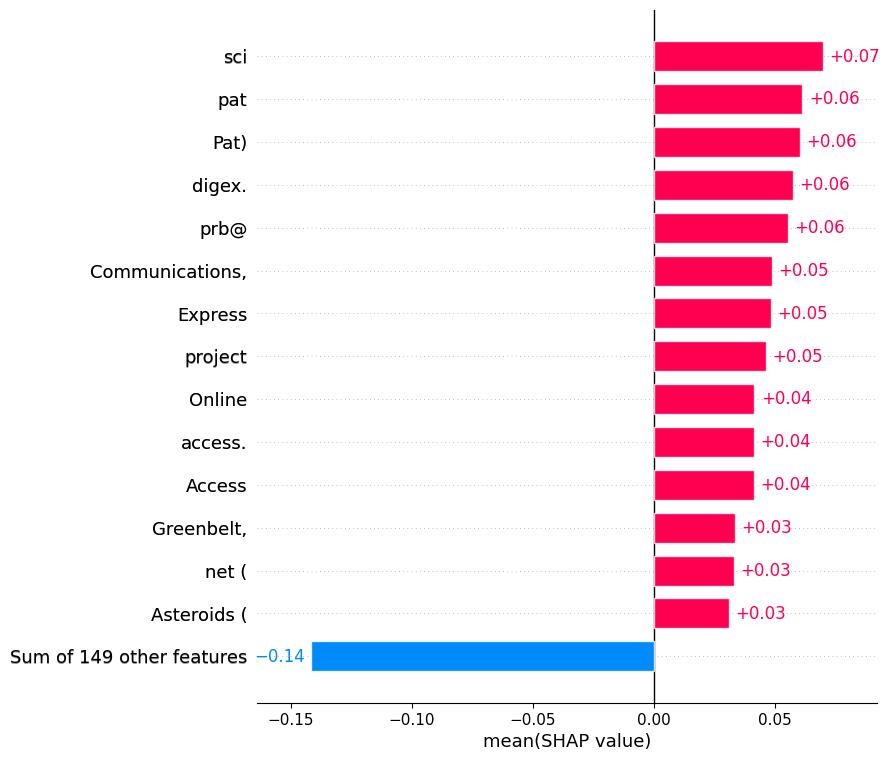 sci +0.07
pat +0.06
Pat) +0.06
digex. +0.06
prb@ +0.06
Communications, +0.05
Express +0.05
project +0.05
Online +0.04
access. +0.04
Access +0.04
Greenbelt, +0.03
net ( +0.03
Asteroids ( +0.03
Sum of 149 other features −0.14
−0.15 −0.10 −0.05 0.00 0.05
mean(SHAP value)